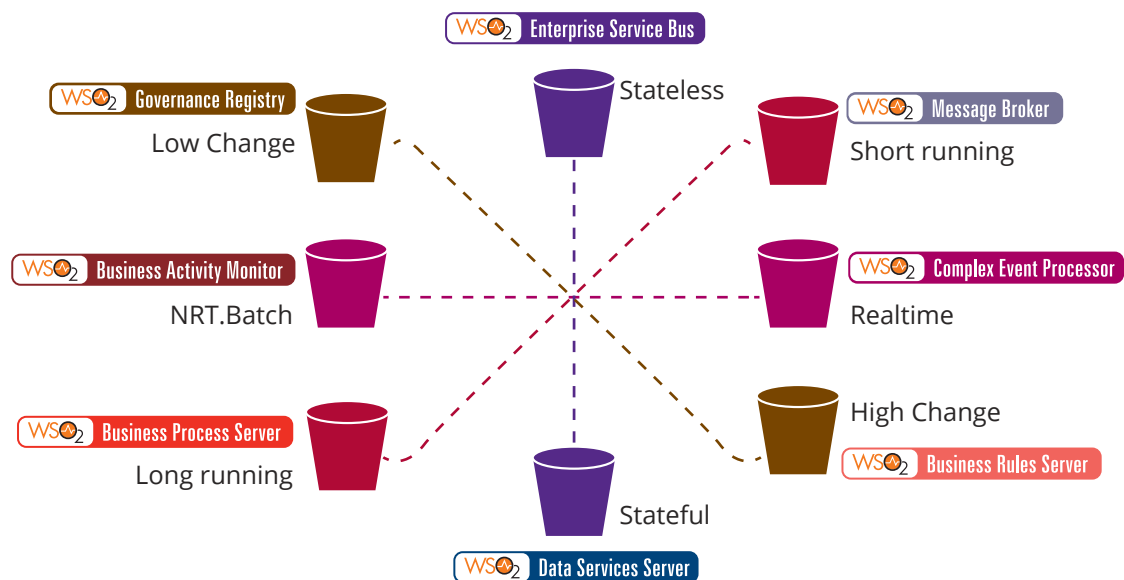 WSO2 Enterprise Service Bus
Stateless
WSO2 Governance Registry
Low Change
WSO2 Message Broker
Short running
WSO2 Business Activity Monitor
NRT.Batch
WSO2 Complex Event Processor
Realtime
WSO2 Business Process Server
Long running
High Change
WSO2 Business Rules Server
Stateful
WSO2 Data Services Server